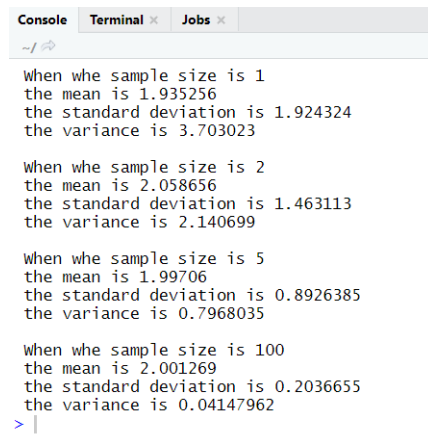 Console Terminal × Jobs ×
~/
When whe sample size is 1
the mean is 1.935256
the standard deviation is 1.924324
the variance is 3.703023
When whe sample size is 2
the mean is 2.058656
the standard deviation is 1.463113
the variance is 2.140699
When whe sample size is 5
the mean is 1.99706
the standard deviation is 0.8926385
the variance is 0.7968035
When whe sample size is 100
the mean is 2.001269
the standard deviation is 0.2036655
the variance is 0.04147962
>